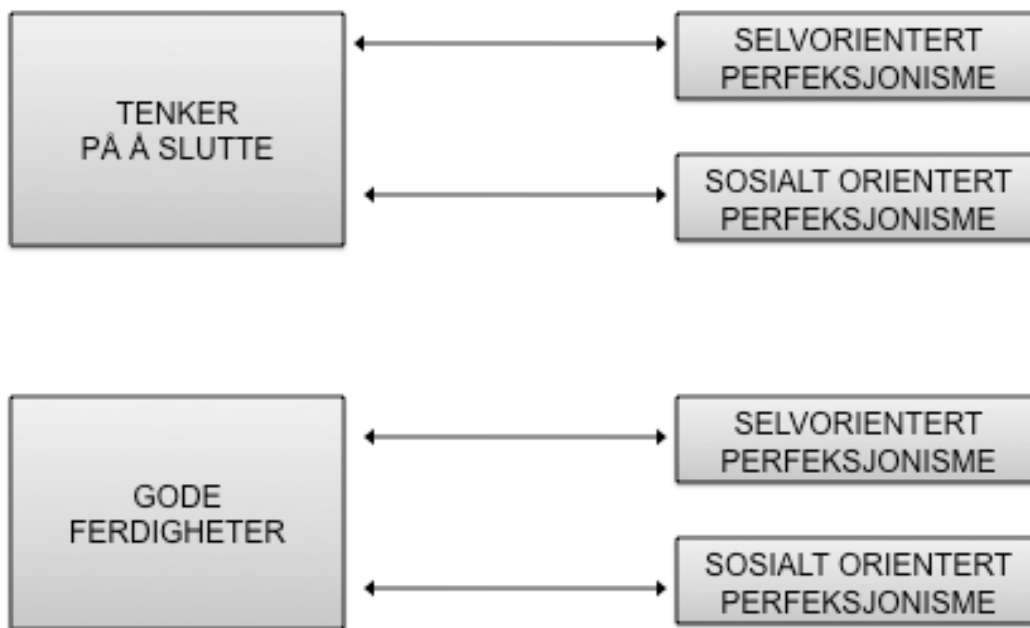 TENKER
PÅ Å SLUTTE
SELVORIENTERT
PERFEKSJONISME
SOSIALT ORIENTERT
PERFEKSJONISME
GODE
FERDIGHETER
SELVORIENTERT
PERFEKSJONISME
SOSIALT ORIENTERT
PERFEKSJONISME